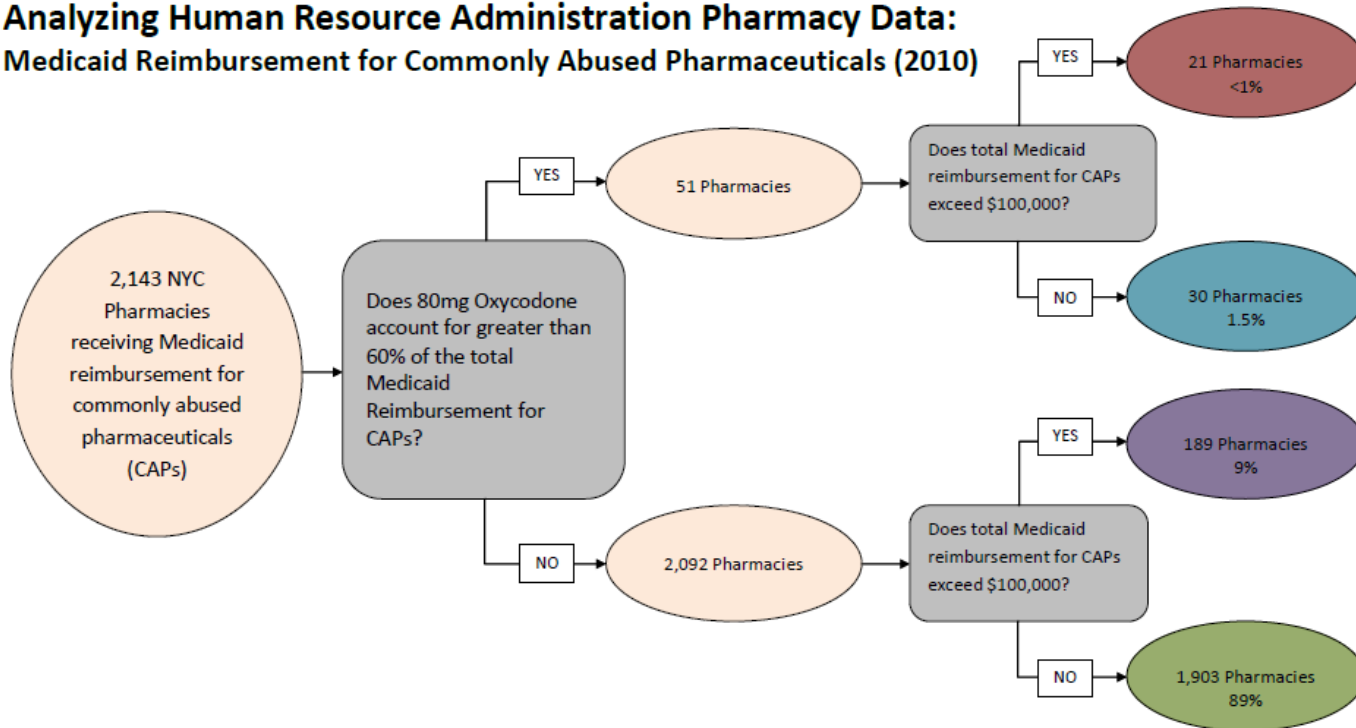 Analyzing Human Resource Administration Pharmacy Data:
Medicaid Reimbursement for Commonly Abused Pharmaceuticals (2010)
2,143 NYC
Pharmacies
receiving Medicaid
reimbursement for
commonly abused
pharmaceuticals
(CAPs)
Does 80mg Oxycodone
account for greater than
60% of the total
Medicaid
Reimbursement for
CAPs?
YES
51 Pharmacies
Does total Medicaid
reimbursement for CAPs
exceed $100,000?
YES
21 Pharmacies
<1%
NO
30 Pharmacies
1.5%
NO
2,092 Pharmacies
Does total Medicaid
reimbursement for CAPs
exceed $100,000?
YES
189 Pharmacies
9%
NO
1,903 Pharmacies
89%